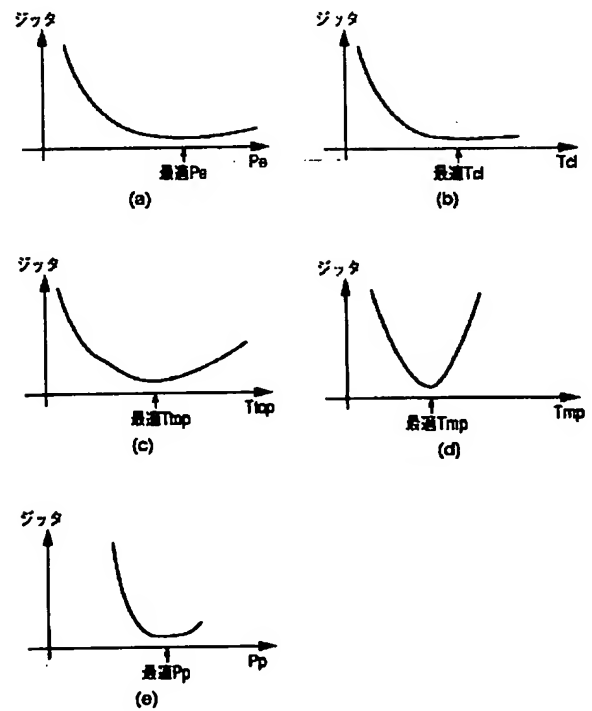 ジッタ
ジッタ
Pe
最適Pe
Tcl
最適Tcl
(a)
(b)
ジッタ
ジッタ
Ttop
最適Ttop
Tmp
最適Tmp
(c)
(d)
ジッタ
Pp
最適Pp
(e)